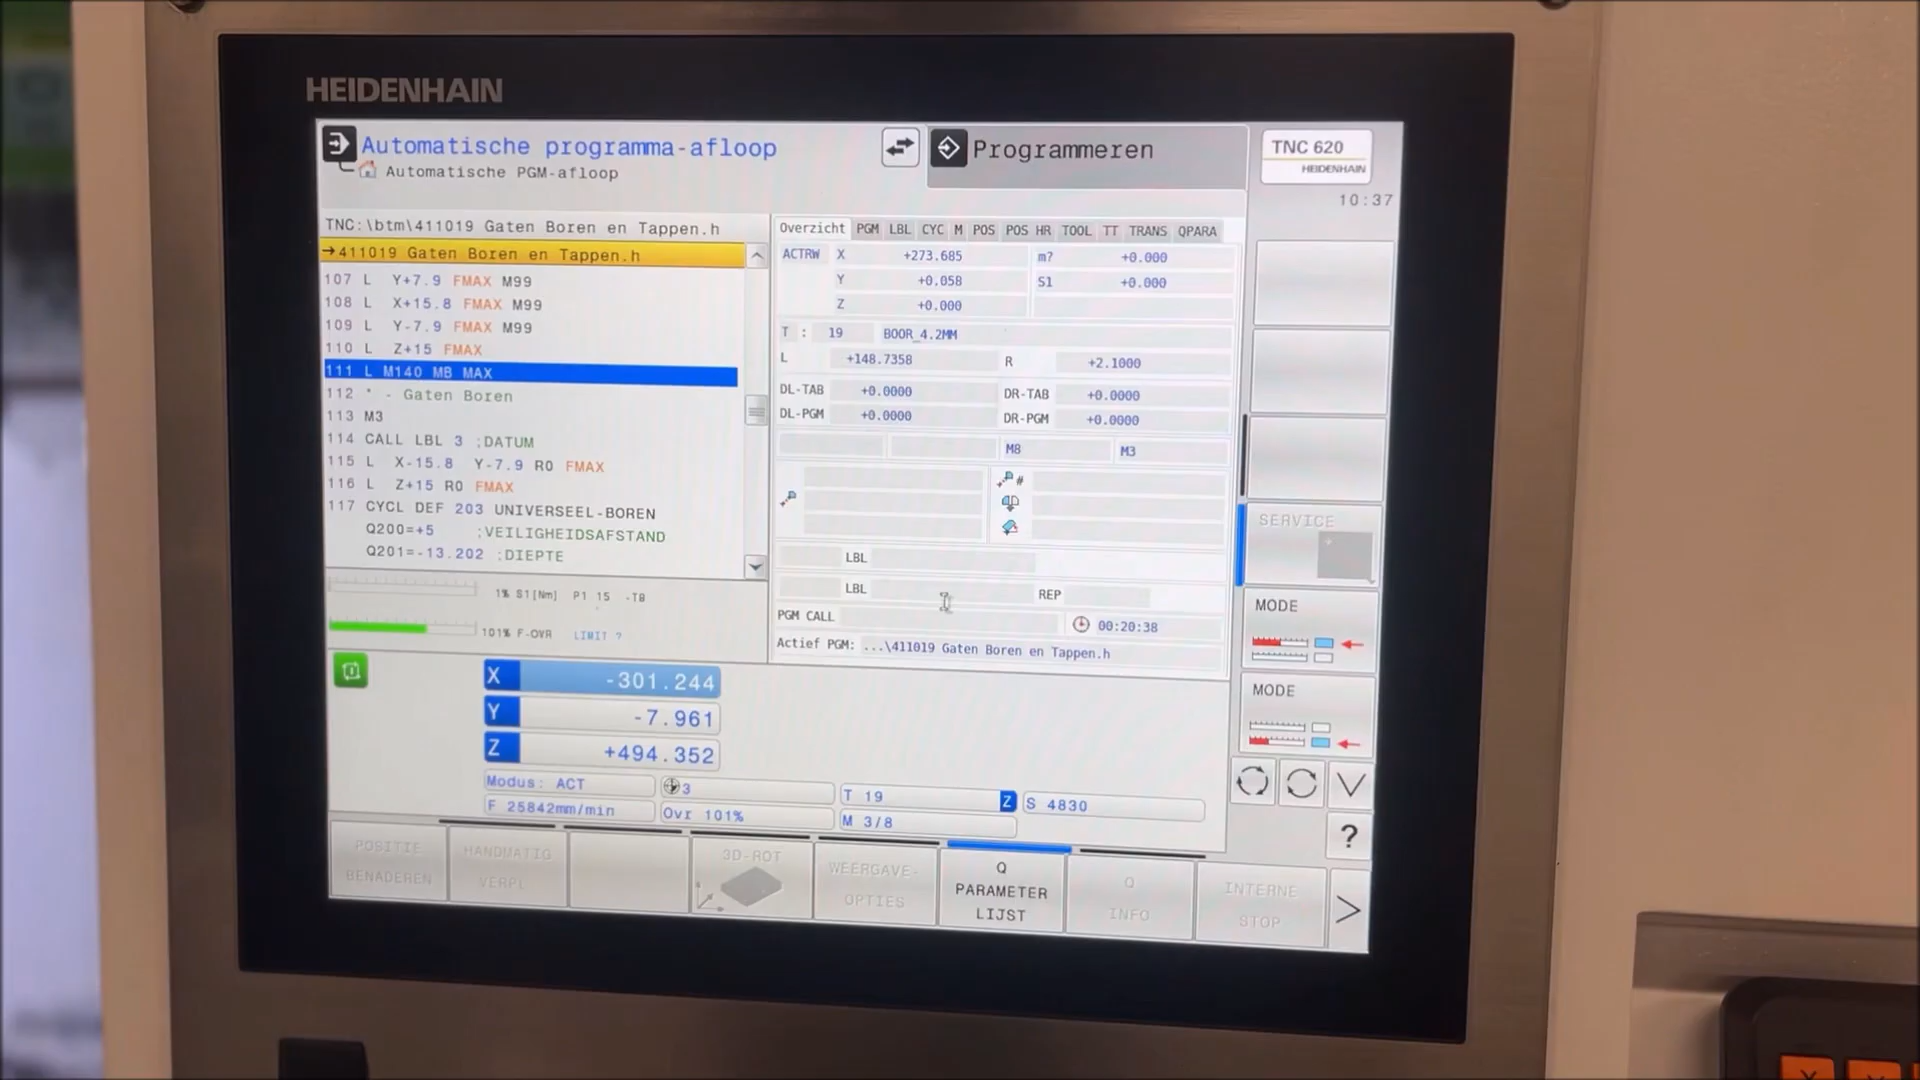 HEIDENHAIN
Automatische programma-afloop
Automatische PGM-afloop
Programmeren
TNC 620
HEIDENHAIN
10:37
TNC:\btm\411019 Gaten Boren en Tappen.h
→411019 Gaten Boren en Tappen.h
107 L Y+7.9 FMAX M99
108 L X+15.8 FMAX M99
109 L Y-7.9 FMAX M99
110 L Z+15 FMAX
111 L M140 MB MAX
112 * - Gaten Boren
113 M3
114 CALL LBL 3 ;DATUM
115 L X-15.8 Y-7.9 R0 FMAX
116 L Z+15 R0 FMAX
117 CYCL DEF 203 UNIVERSEEL-BOREN
Q200=+5 ;VEILIGHEIDSAFSTAND
Q201=-13.202 ;DIEPTE
1% S1[Nm] P1 15 -T8
101% F-OVR LIMIT ?
Overzicht PGM LBL CYC M POS POS HR TOOL TT TRANS QPARA
ACTRW X +273.685 m? +0.000
Y +0.058 S1 +0.000
Z +0.000
T : 19 BOOR_4.2MM
L +148.7358 R +2.1000
DL-TAB +0.0000 DR-TAB +0.0000
DL-PGM +0.0000 DR-PGM +0.0000
M8 M3
#
LBL
LBL REP
PGM CALL 00:20:38
Actief PGM: ...\411019 Gaten Boren en Tappen.h
X -301.244
Y -7.961
Z +494.352
Modus: ACT 3 T 19 Z S 4830
F 25842mm/min Ovr 101% M 3/8
SERVICE
MODE
MODE
?
POSITIE BENADEREN
HANDMATIG VERPL
3D-ROT
WEERGAVE-OPTIES
Q PARAMETER LIJST
Q INFO
INTERNE STOP
>